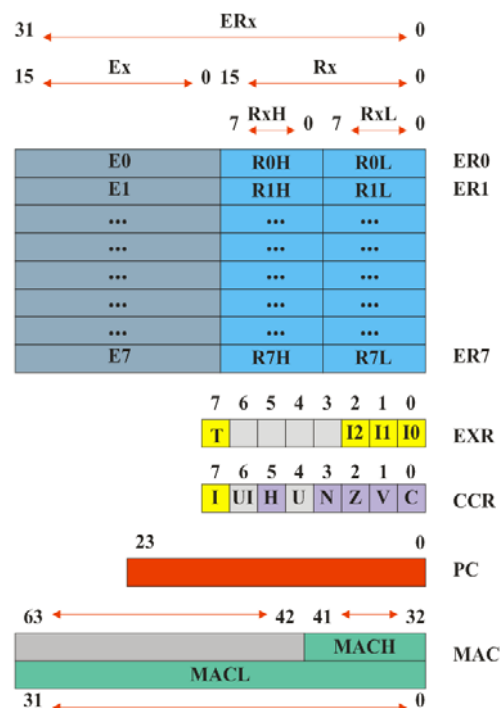 31 ERx 0
15 Ex 0 15 Rx 0
7 RxH 0 7 RxL 0
E0 R0H R0L ER0
E1 R1H R1L ER1
... ... ...
... ... ...
... ... ...
... ... ...
... ... ...
E7 R7H R7L ER7
7 6 5 4 3 2 1 0
T I2 I1 I0 EXR
7 6 5 4 3 2 1 0
I UI H U N Z V C CCR
23 0
PC
63 42 41 32
MACH
MAC
MACL
31 0